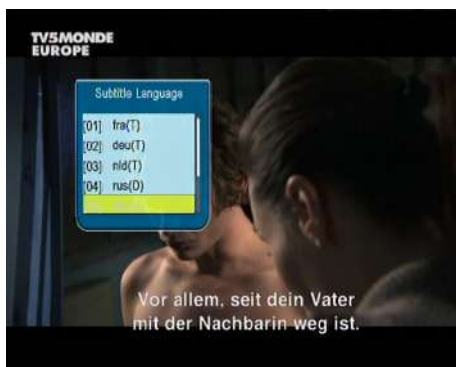 TV5MONDE
EUROPE
Subtitle Language
[01] fra(T)
[02] deu(T)
[03] nld(T)
[04] rus(D)
Vor allem, seit dein Vater
mit der Nachbarin weg ist.